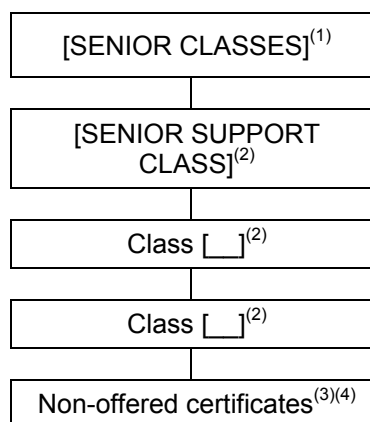 [SENIOR CLASSES](1)
[SENIOR SUPPORT
CLASS](2)
Class [__](2)
Class [__](2)
Non-offered certificates(3)(4)